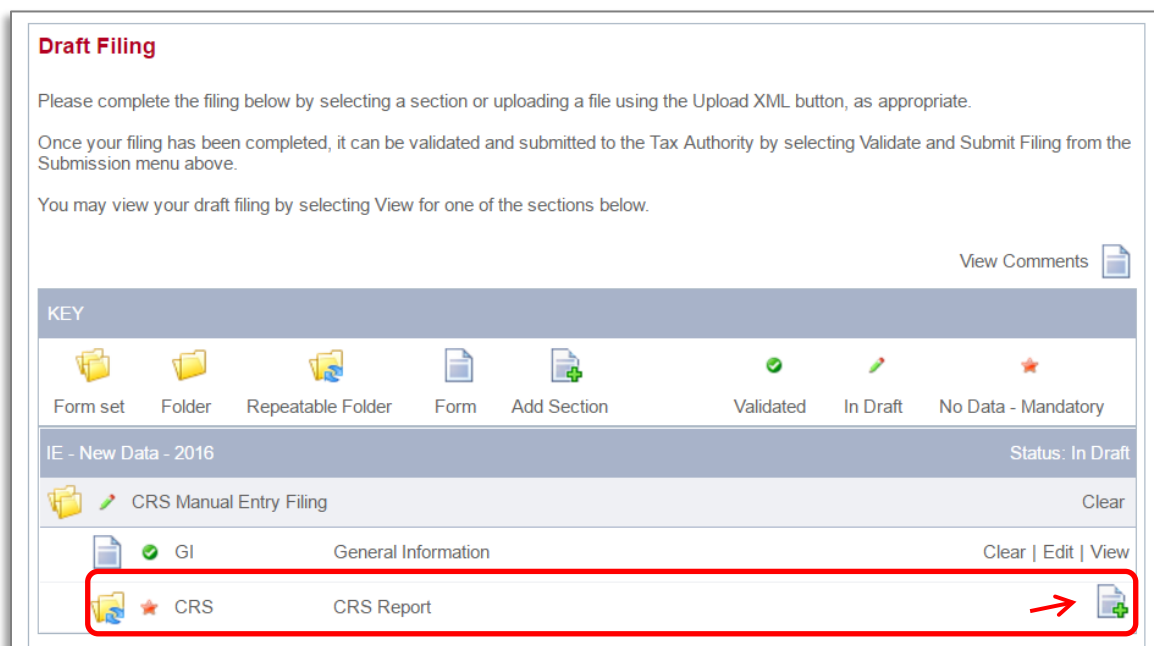 Draft Filing
Please complete the filing below by selecting a section or uploading a file using the Upload XML button, as appropriate.
Once your filing has been completed, it can be validated and submitted to the Tax Authority by selecting Validate and Submit Filing from the
Submission menu above.
You may view your draft filing by selecting View for one of the sections below.
View Comments
KEY
Form set Folder Repeatable Folder Form Add Section Validated In Draft No Data - Mandatory
IE - New Data - 2016 Status: In Draft
CRS Manual Entry Filing Clear
GI General Information Clear | Edit | View
CRS CRS Report